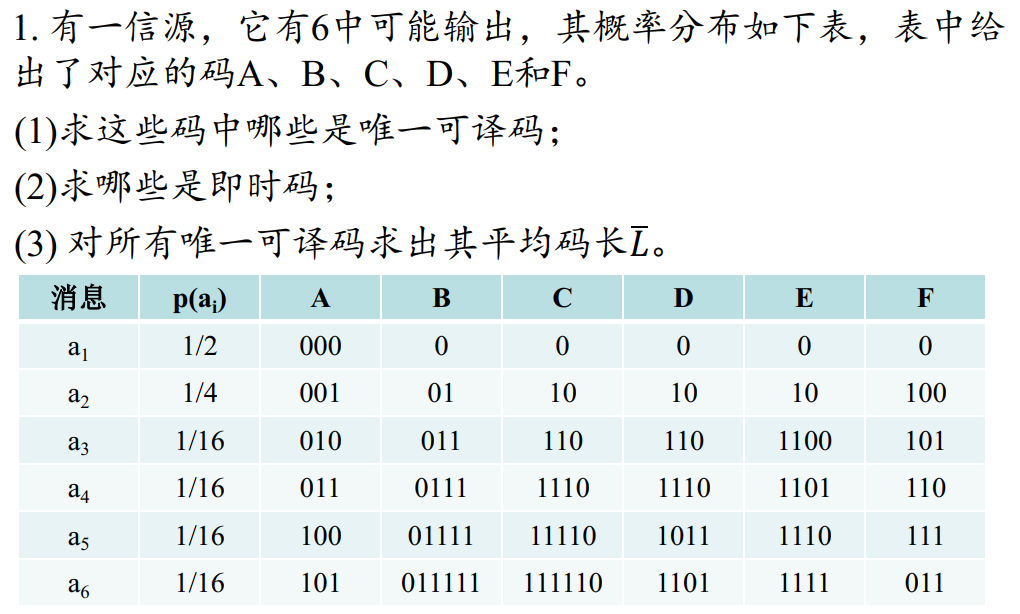 1. 有一信源，它有6中可能输出，其概率分布如下表，表中给
出了对应的码A、B、C、D、E和F。
(1)求这些码中哪些是唯一可译码；
(2)求哪些是即时码；
(3) 对所有唯一可译码求出其平均码长L̅。
消息 p(aᵢ) A B C D E F
a₁ 1/2 000 0 0 0 0 0
a₂ 1/4 001 01 10 10 10 100
a₃ 1/16 010 011 110 110 1100 101
a₄ 1/16 011 0111 1110 1110 1101 110
a₅ 1/16 100 01111 11110 1011 1110 111
a₆ 1/16 101 011111 111110 1101 1111 011